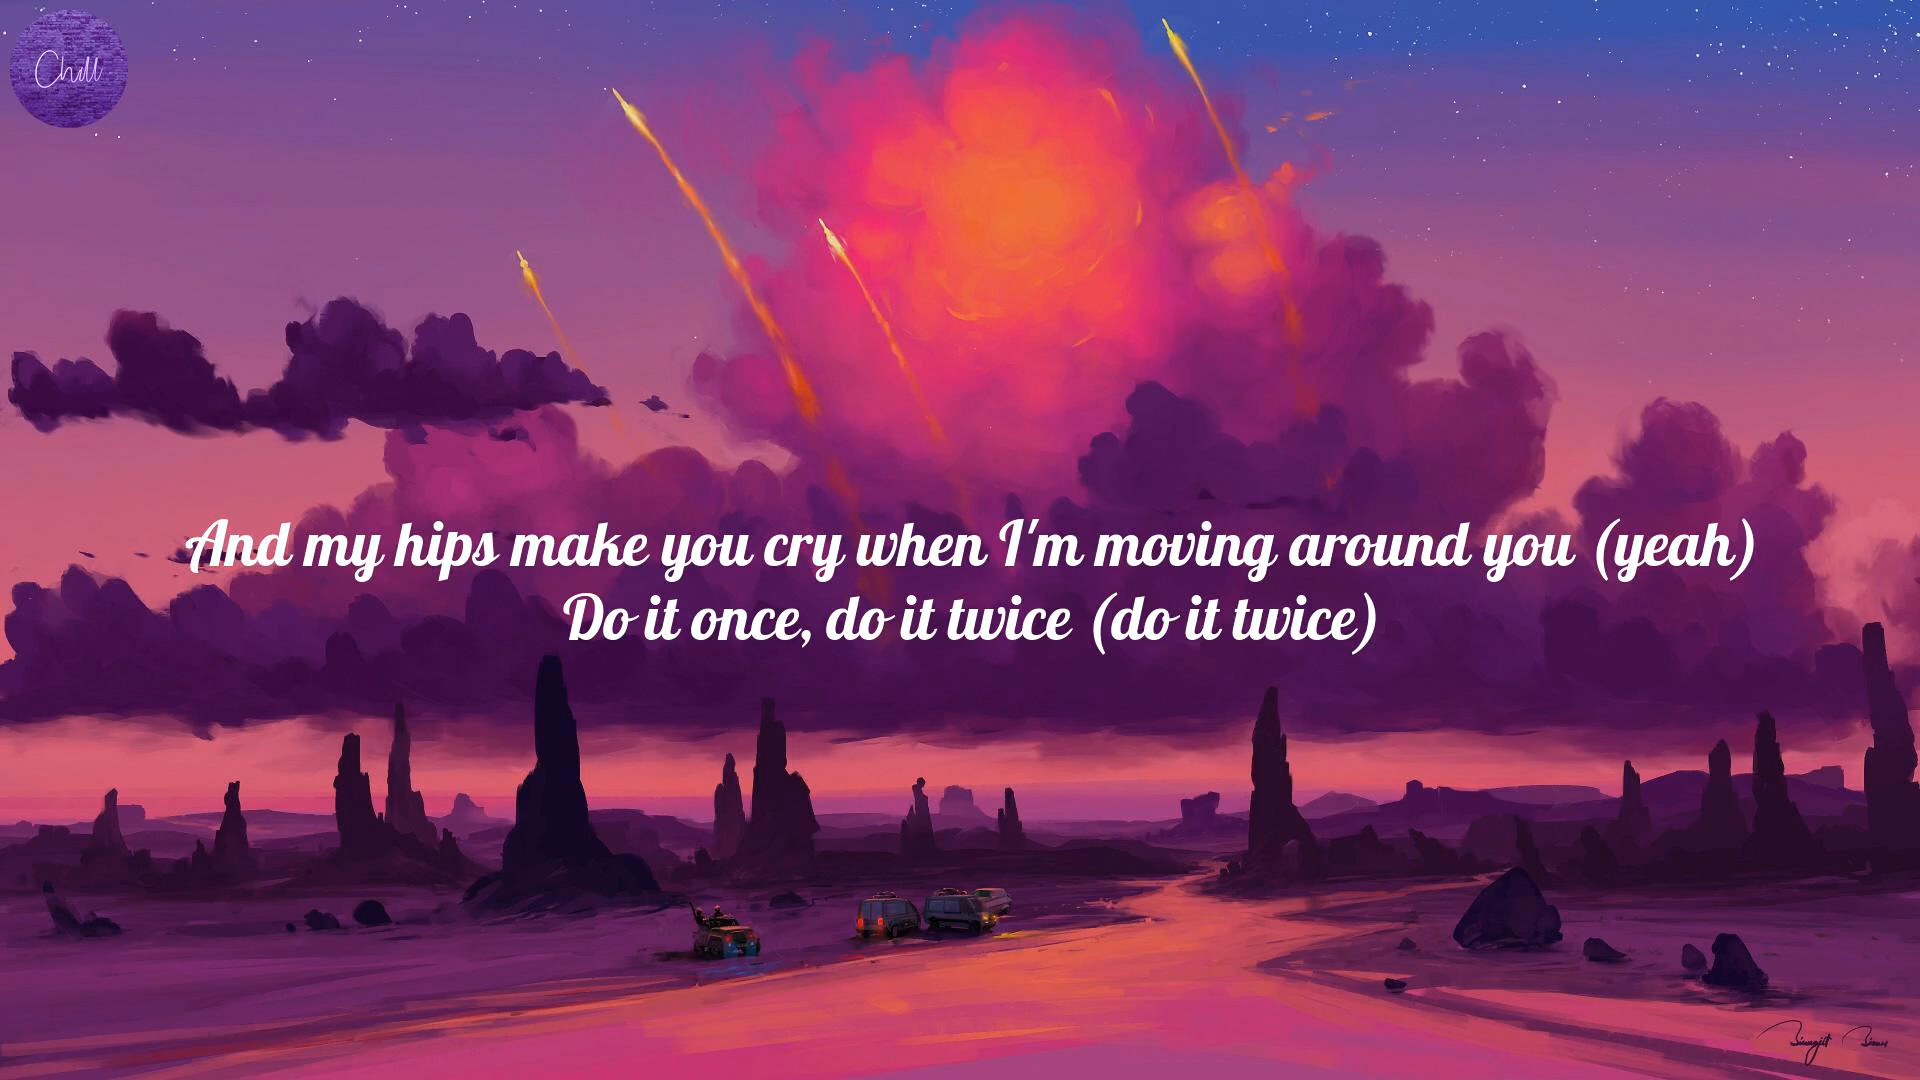 Chill
And my hips make you cry when I'm moving around you (yeah)
Do it once, do it twice (do it twice)